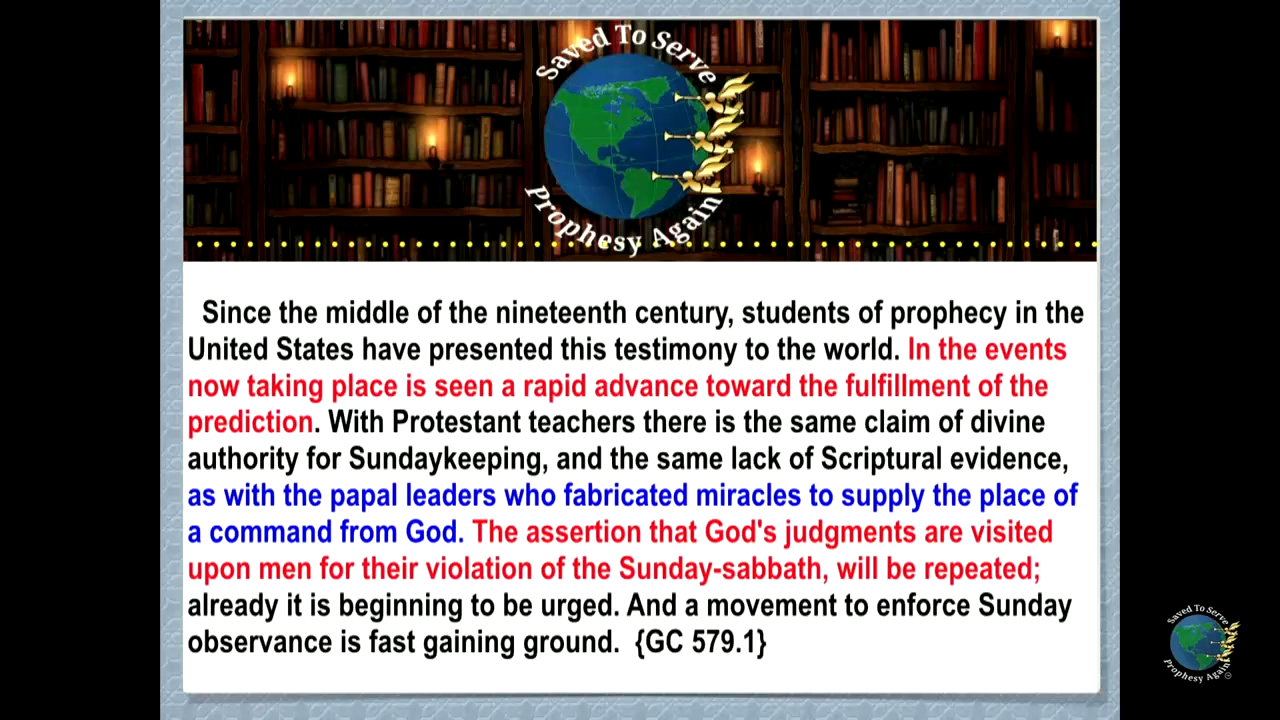 Saved To Serve
Prophesy Again
Since the middle of the nineteenth century, students of prophecy in the
United States have presented this testimony to the world. In the events
now taking place is seen a rapid advance toward the fulfillment of the
prediction. With Protestant teachers there is the same claim of divine
authority for Sundaykeeping, and the same lack of Scriptural evidence,
as with the papal leaders who fabricated miracles to supply the place of
a command from God. The assertion that God's judgments are visited
upon men for their violation of the Sunday-sabbath, will be repeated;
already it is beginning to be urged. And a movement to enforce Sunday
observance is fast gaining ground. {GC 579.1}
Saved To Serve
Prophesy Again